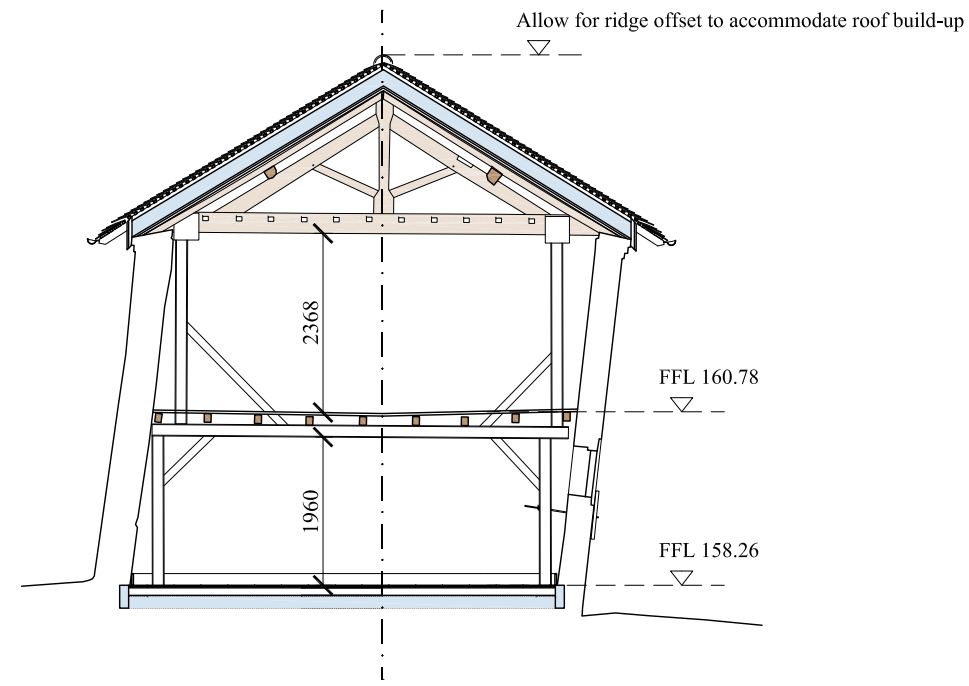 Allow for ridge offset to accommodate roof build-up
2368
FFL 160.78
1960
FFL 158.26